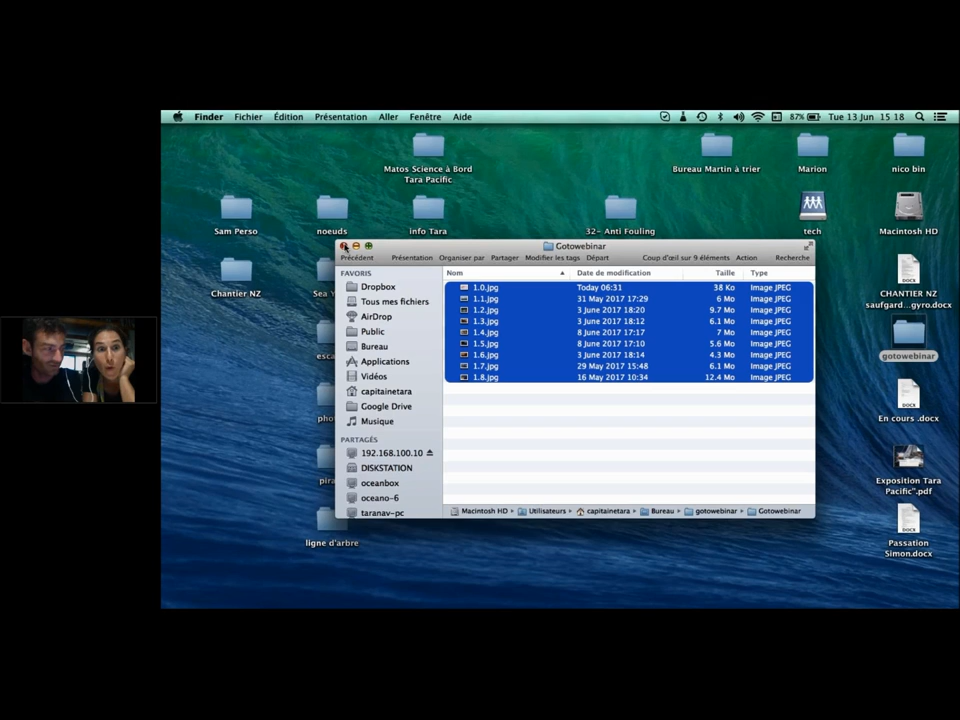 Finder Fichier Édition Présentation Aller Fenêtre Aide 87% Tue 13 Jun 15 18
Matos Science à Bord
Tara Pacific
Bureau Martin à trier
Marion
nico bin
Sam Perso
noeuds
info Tara
32- Anti Fouling
tech
Macintosh HD
Gotowebinar
Précédent Présentation Organiser par Partager Modifier les tags Départ Coup d'œil sur 9 éléments Action Recherche
FAVORIS
Dropbox
Tous mes fichiers
AirDrop
Public
Bureau
Applications
Vidéos
capitainetara
Google Drive
Musique
PARTAGÉS
192.168.100.10
DISKSTATION
oceanbox
oceano-6
taranav-pc
Nom Date de modification Taille Type
1.0.jpg Today 06:31 38 Ko Image JPEG
1.1.jpg 31 May 2017 17:29 6 Mo Image JPEG
1.2.jpg 3 June 2017 18:20 9.7 Mo Image JPEG
1.3.jpg 3 June 2017 18:12 6.1 Mo Image JPEG
1.4.jpg 8 June 2017 17:17 7 Mo Image JPEG
1.5.jpg 8 June 2017 17:10 5.6 Mo Image JPEG
1.6.jpg 3 June 2017 18:14 4.3 Mo Image JPEG
1.7.jpg 29 May 2017 15:48 6.1 Mo Image JPEG
1.8.jpg 16 May 2017 10:34 12.4 Mo Image JPEG
Macintosh HD Utilisateurs capitainetara Bureau gotowebinar Gotowebinar
Chantier NZ
Sea
esca
phot
pira
ligne d'arbre
CHANTIER NZ
saufgard...gyro.docx
gotowebinar
En cours .docx
Exposition Tara
Pacific".pdf
Passation
Simon.docx